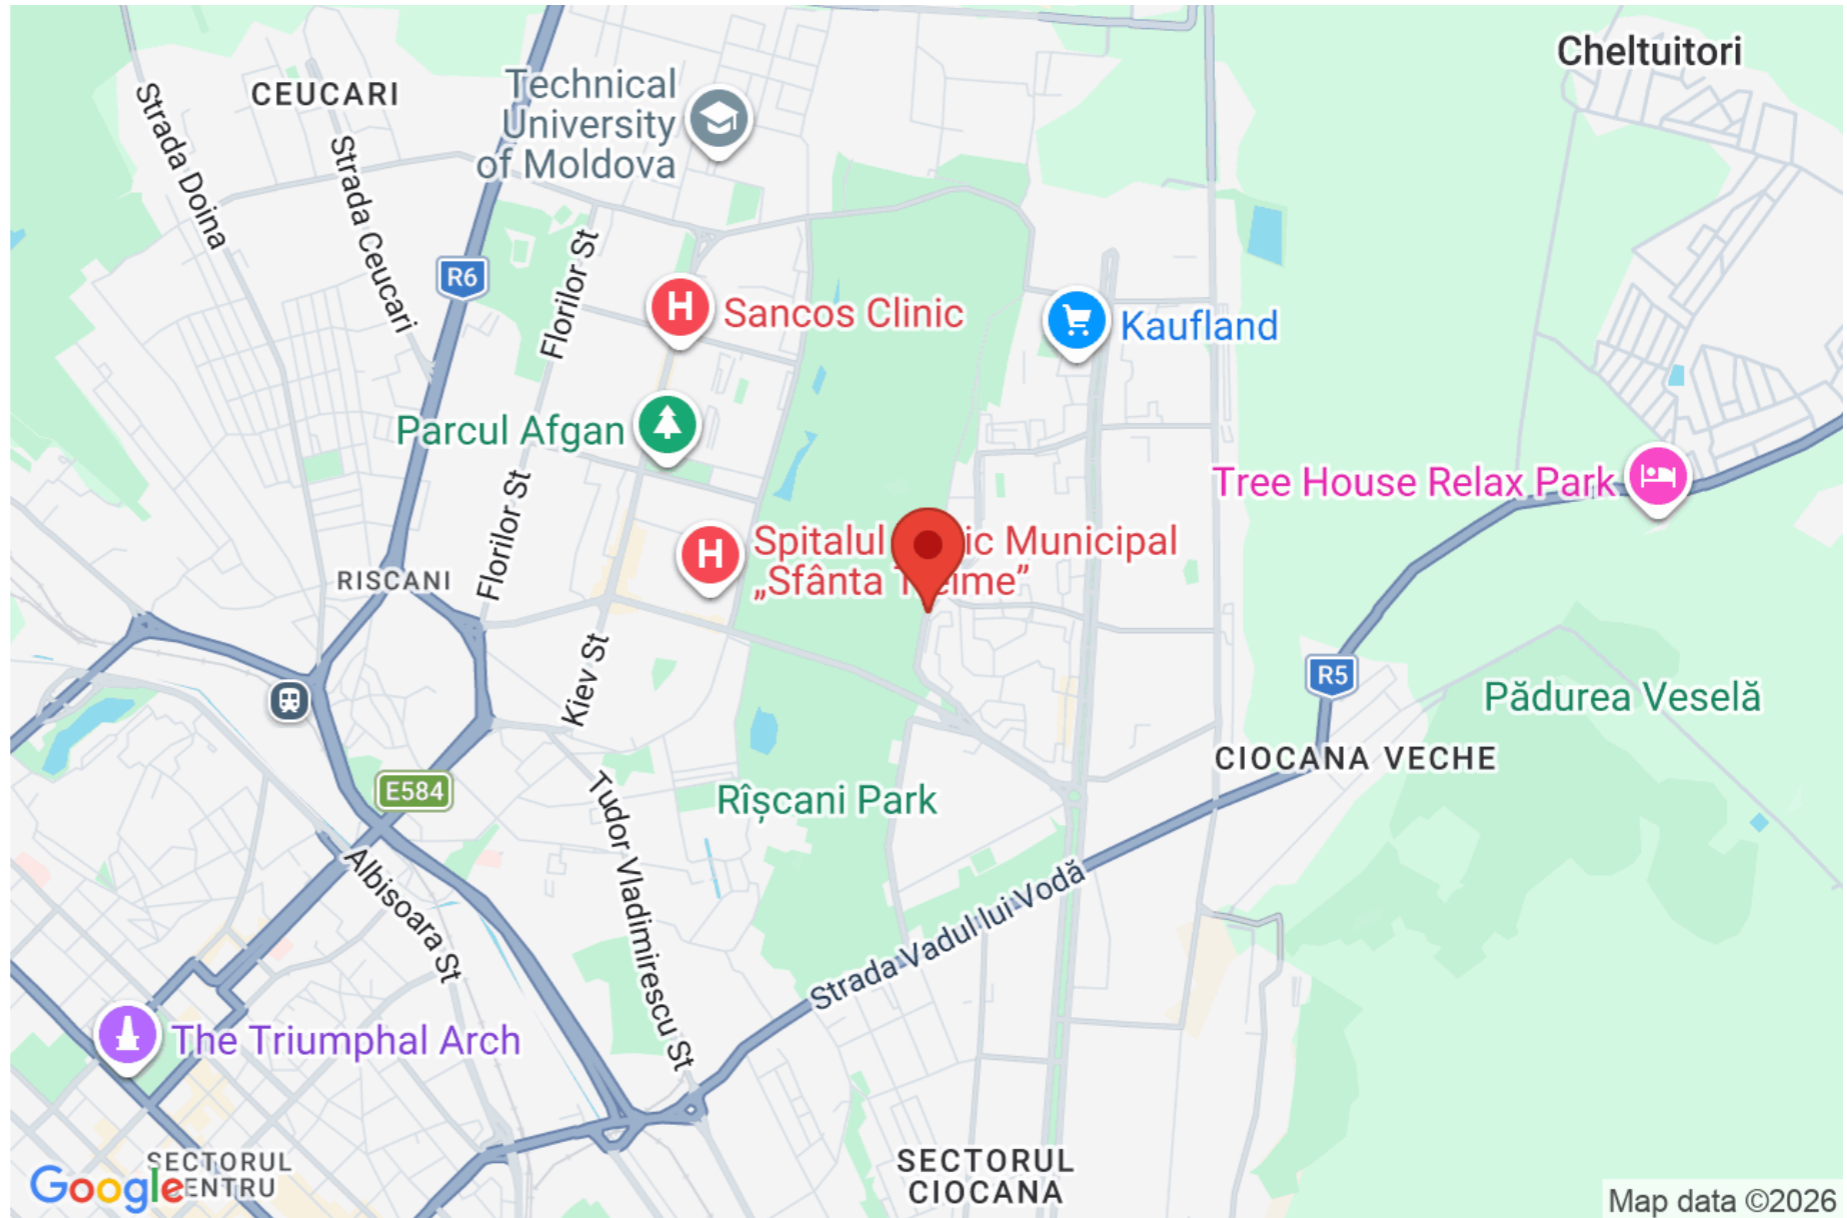 Cheltuitori
CEUCARI
Technical
University
of Moldova
Strada Doina
Strada Ceucari
R6
Florilor St
Sancos Clinic
Kaufland
Parcul Afgan
Tree House Relax Park
Florilor St
Spitalul ic Municipal
„Sfânta eime”
RISCANI
Kiev St
R5
Pădurea Veselă
CIOCANA VECHE
E584
Rîșcani Park
Tudor Vladimirescu St
Albisoara St
Strada Vadul lui Vodă
The Triumphal Arch
SECTORUL
ENTRU
SECTORUL
CIOCANA
Google
Map data ©2026